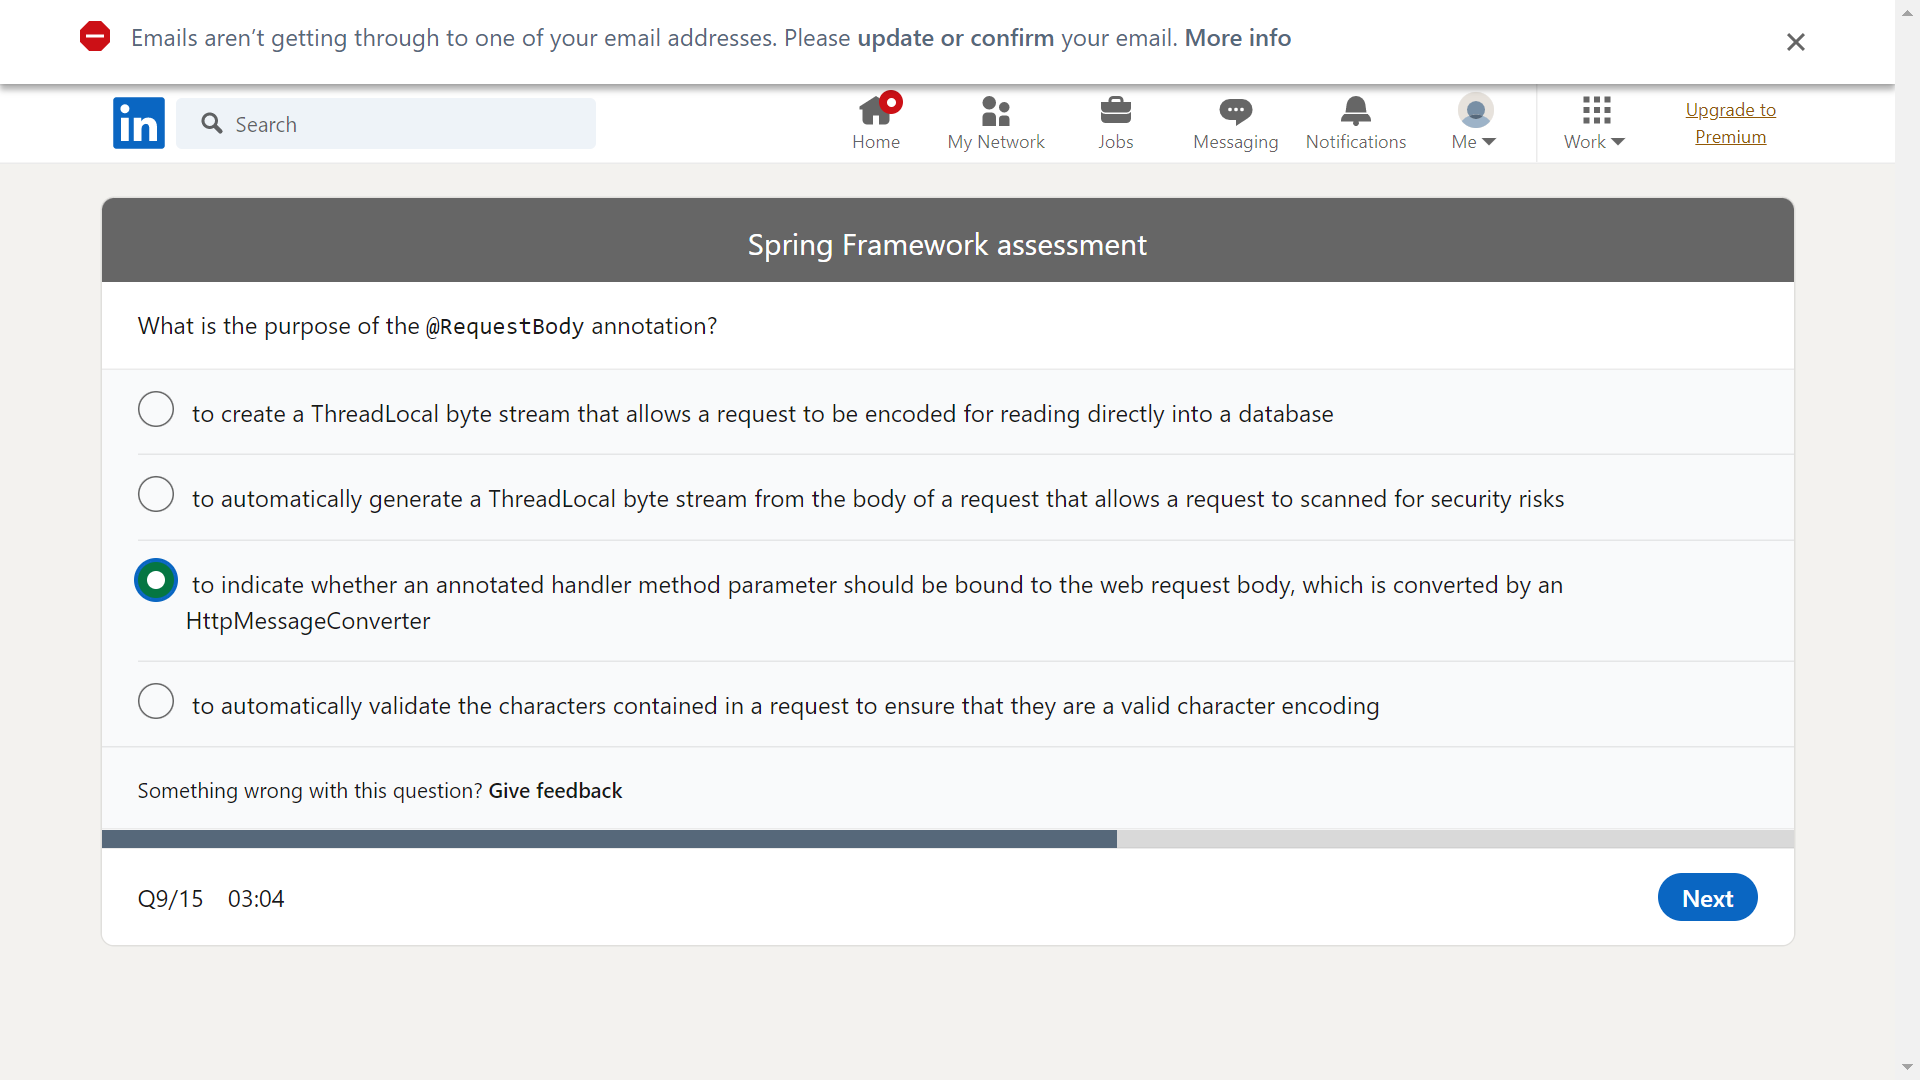 Emails aren’t getting through to one of your email addresses. Please update or confirm your email. More info
in
Search
Home
My Network
Jobs
Messaging
Notifications
Me
Work
Upgrade to
Premium
Spring Framework assessment
What is the purpose of the @RequestBody annotation?
to create a ThreadLocal byte stream that allows a request to be encoded for reading directly into a database
to automatically generate a ThreadLocal byte stream from the body of a request that allows a request to scanned for security risks
to indicate whether an annotated handler method parameter should be bound to the web request body, which is converted by an
HttpMessageConverter
to automatically validate the characters contained in a request to ensure that they are a valid character encoding
Something wrong with this question? Give feedback
Q9/15 03:04
Next